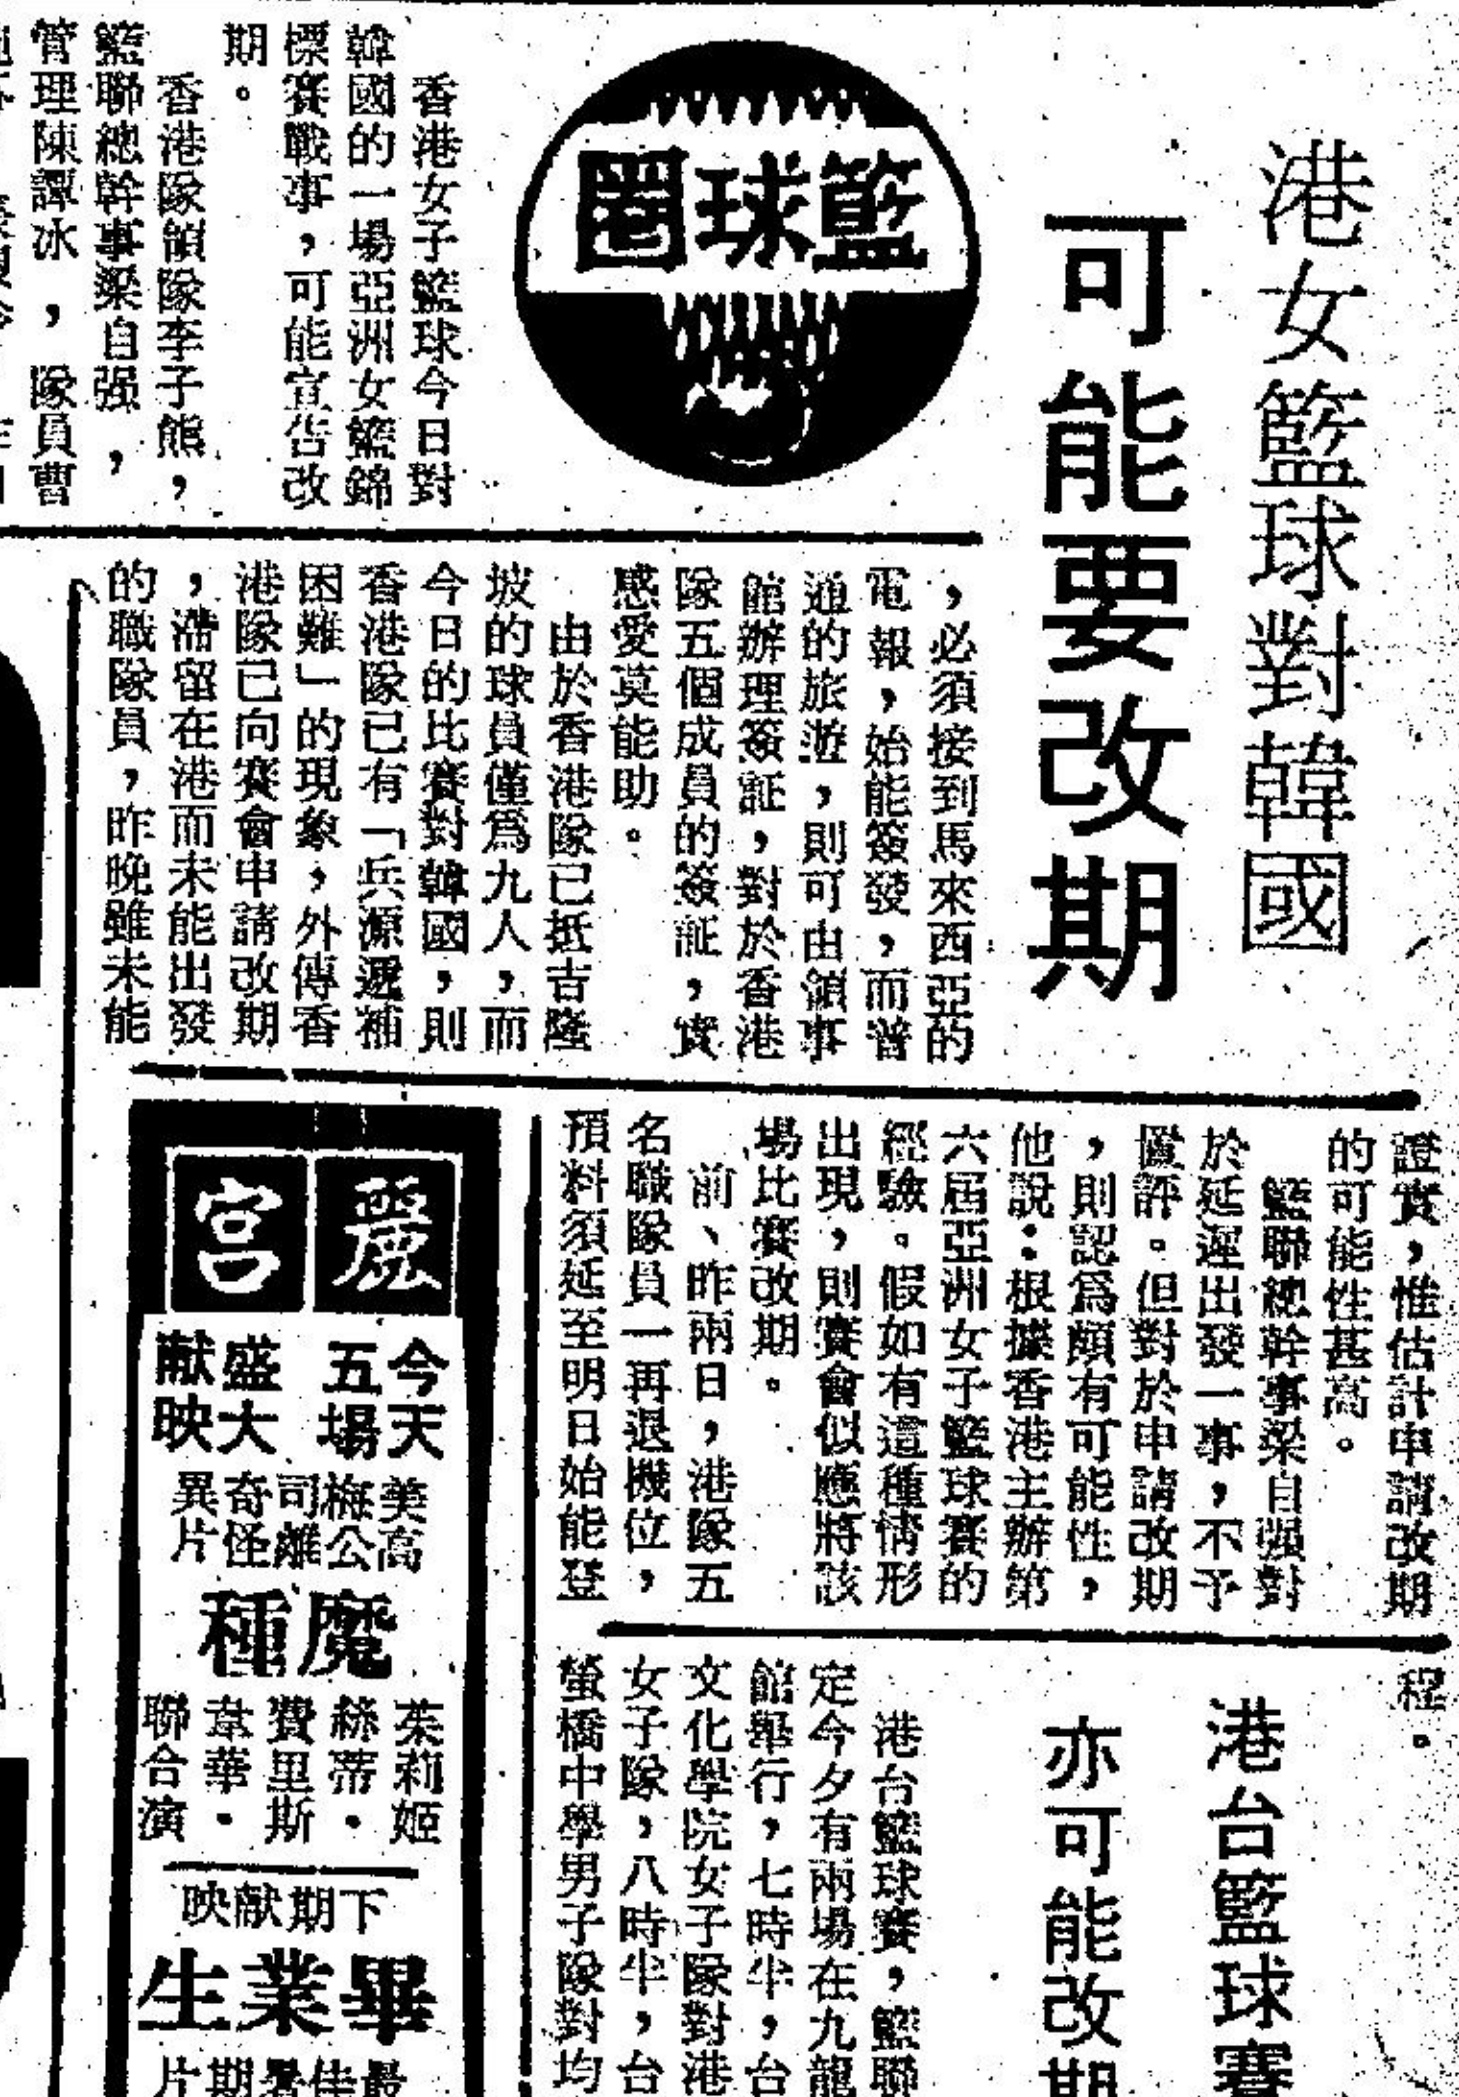 港女籃球對韓國
可能要改期
籃球圈
香港女子籃球今日對
韓國的一場亞洲女籃錦
標賽戰事，可能宣告改
期。
香港隊領隊李子熊，
籃聯總幹事梁自强，
管理陳譚冰，隊員曹
，必須接到馬來西亞的
電報，始能簽發，而普
通的旅遊，則可由領事
館辦理簽証，對於香港
隊五個成員的簽証，實
感愛莫能助。
由於香港隊已抵吉隆
坡的球員僅爲九人，而
今日的比賽對韓國，則
香港隊已有「兵源遞補
困難」的現象，外傳香
港隊已向賽會申請改期
，滯留在港而未能出發
的職隊員，昨晚雖未能
證實，惟估計申請改期
的可能性甚高。
籃聯總幹事梁自强對
於延遲出發一事，不予
置評。但對於申請改期
，則認爲頗有可能性，
他說：根據香港主辦第
六屆亞洲女子籃球賽的
經驗。假如有這種情形
出現，則賽會似應將該
場比賽改期。
前、昨兩日，港隊五
名職隊員一再退機位，
預料須延至明日始能登
程。
港台籃球賽
亦可能改期
港台籃球賽，籃聯
定今夕有兩場在九龍
館舉行，七時半，台
文化學院女子隊對港
女子隊，八時半，台
螢橋中學男子隊對均
麗宮
今天
五場
盛大
献映
美高
梅公
司離
奇怪
異片
魔種
茱莉姬
絲蒂・
費里斯
韋華・
聯合演
下期献映
畢業生
最佳暑期片